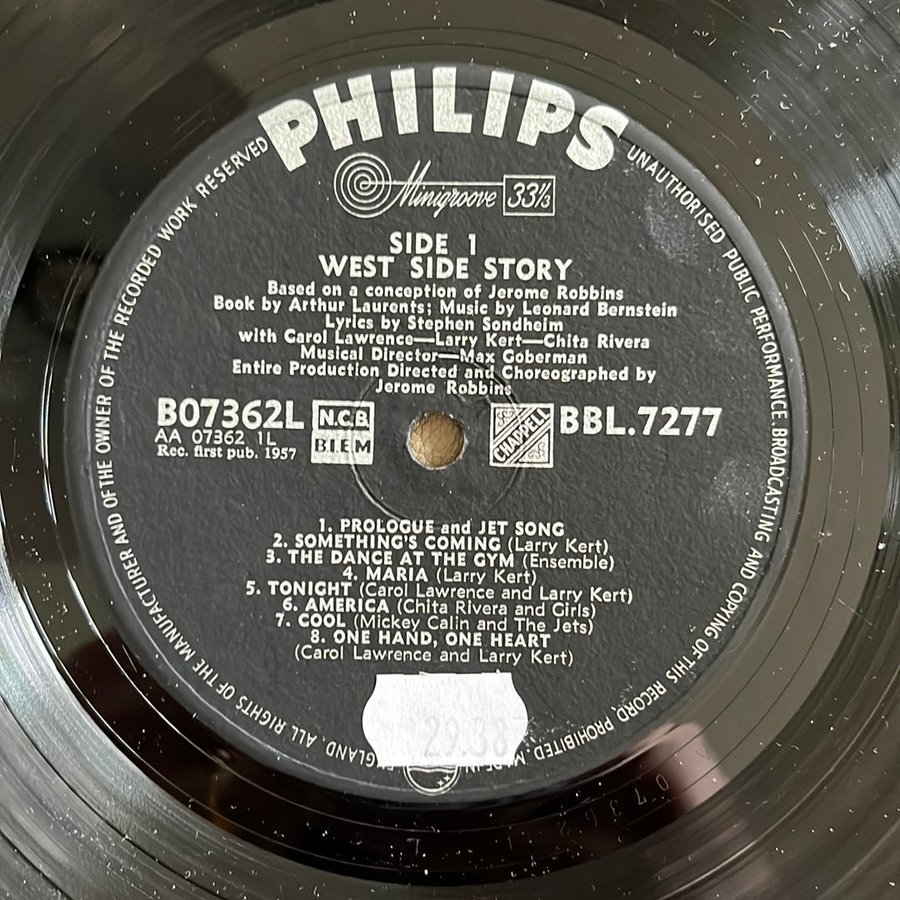 PHILIPS
Minigroove 33⅓
SIDE 1
WEST SIDE STORY
Based on a conception of Jerome Robbins
Book by Arthur Lauronts; Music by Leonard Bernstein
Lyrics by Stephen Sondheim
with Carol Lawrence—Larry Kert—Chita Rivera
Musical Director—Max Goberman
Entire Production Directed and Choreographed by
Jerome Robbins
B07362L N.C.B. B.I.E.M CHAPPELL BBL.7277
AA 07362 1L
Rec. first pub. 1957
1. PROLOGUE and JET SONG
2. SOMETHING'S COMING (Larry Kert)
3. THE DANCE AT THE GYM (Ensemble)
4. MARIA (Larry Kert)
5. TONIGHT (Carol Lawrence and Larry Kert)
6. AMERICA (Chita Rivera and Girls)
7. COOL (Mickey Calin and The Jets)
8. ONE HAND, ONE HEART
(Carol Lawrence and Larry Kert)
29.38
ENGLAND. ALL RIGHTS OF THE MANUFACTURER AND OF THE OWNER OF THE RECORDED WORK RESERVED
UNAUTHORISED PUBLIC PERFORMANCE. BROADCASTING AND COPYING OF THIS RECORD PROHIBITED. MADE IN